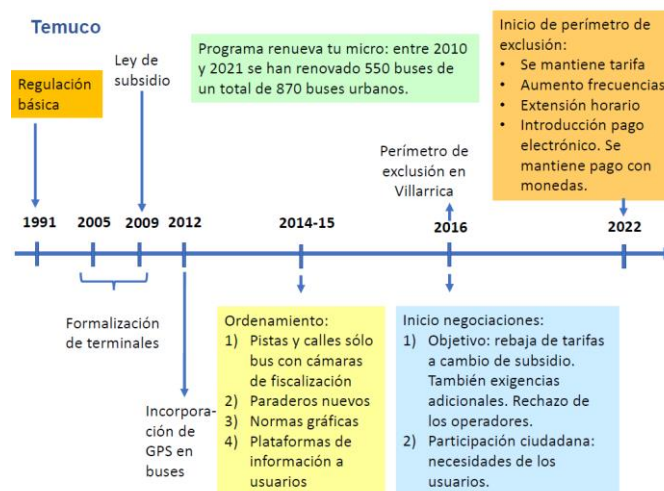 Temuco
Regulación
básica
Ley de
subsidio
Programa renueva tu micro: entre 2010
y 2021 se han renovado 550 buses de
un total de 870 buses urbanos.
Inicio de perímetro de
exclusión:
• Se mantiene tarifa
• Aumento frecuencias
• Extensión horario
• Introducción pago
electrónico. Se
mantiene pago con
monedas.
Perímetro de
exclusión en
Villarrica
1991
2005
2009
2012
2014-15
2016
2022
Formalización
de terminales
Incorpora-
ción de
GPS en
buses
Ordenamiento:
1) Pistas y calles sólo
bus con cámaras
de fiscalización
2) Paraderos nuevos
3) Normas gráficas
4) Plataformas de
información a
usuarios
Inicio negociaciones:
1) Objetivo: rebaja de tarifas
a cambio de subsidio.
También exigencias
adicionales. Rechazo de
los operadores.
2) Participación ciudadana:
necesidades de los
usuarios.